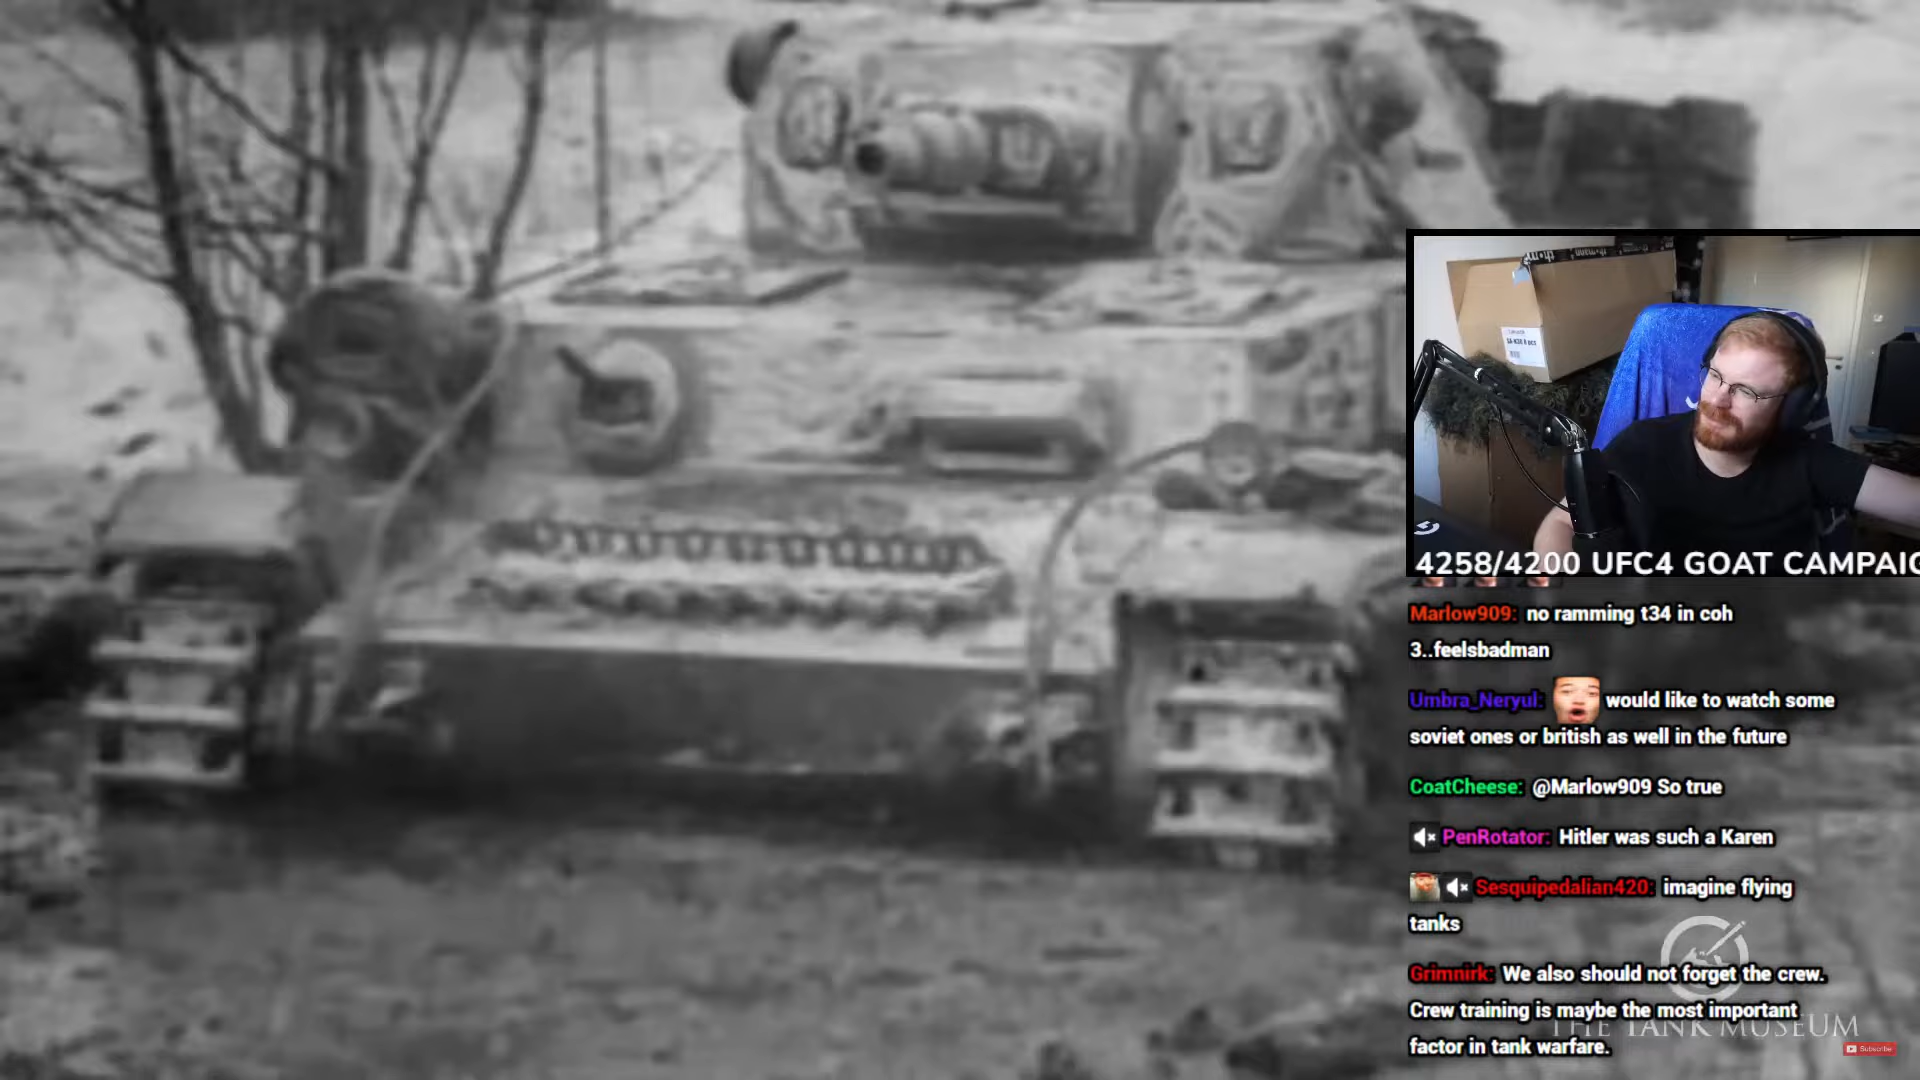 4258/4200 UFC4 GOAT CAMPAIG
Marlow909: no ramming t34 in coh
3..feelsbadman
Umbra_Neryul: would like to watch some
soviet ones or british as well in the future
CoatCheese: @Marlow909 So true
PenRotator: Hitler was such a Karen
Sesquipedalian420: imagine flying
tanks
Grimnirk: We also should not forget the crew.
Crew training is maybe the most important
factor in tank warfare.
THE TANK MUSEUM
Subscribe